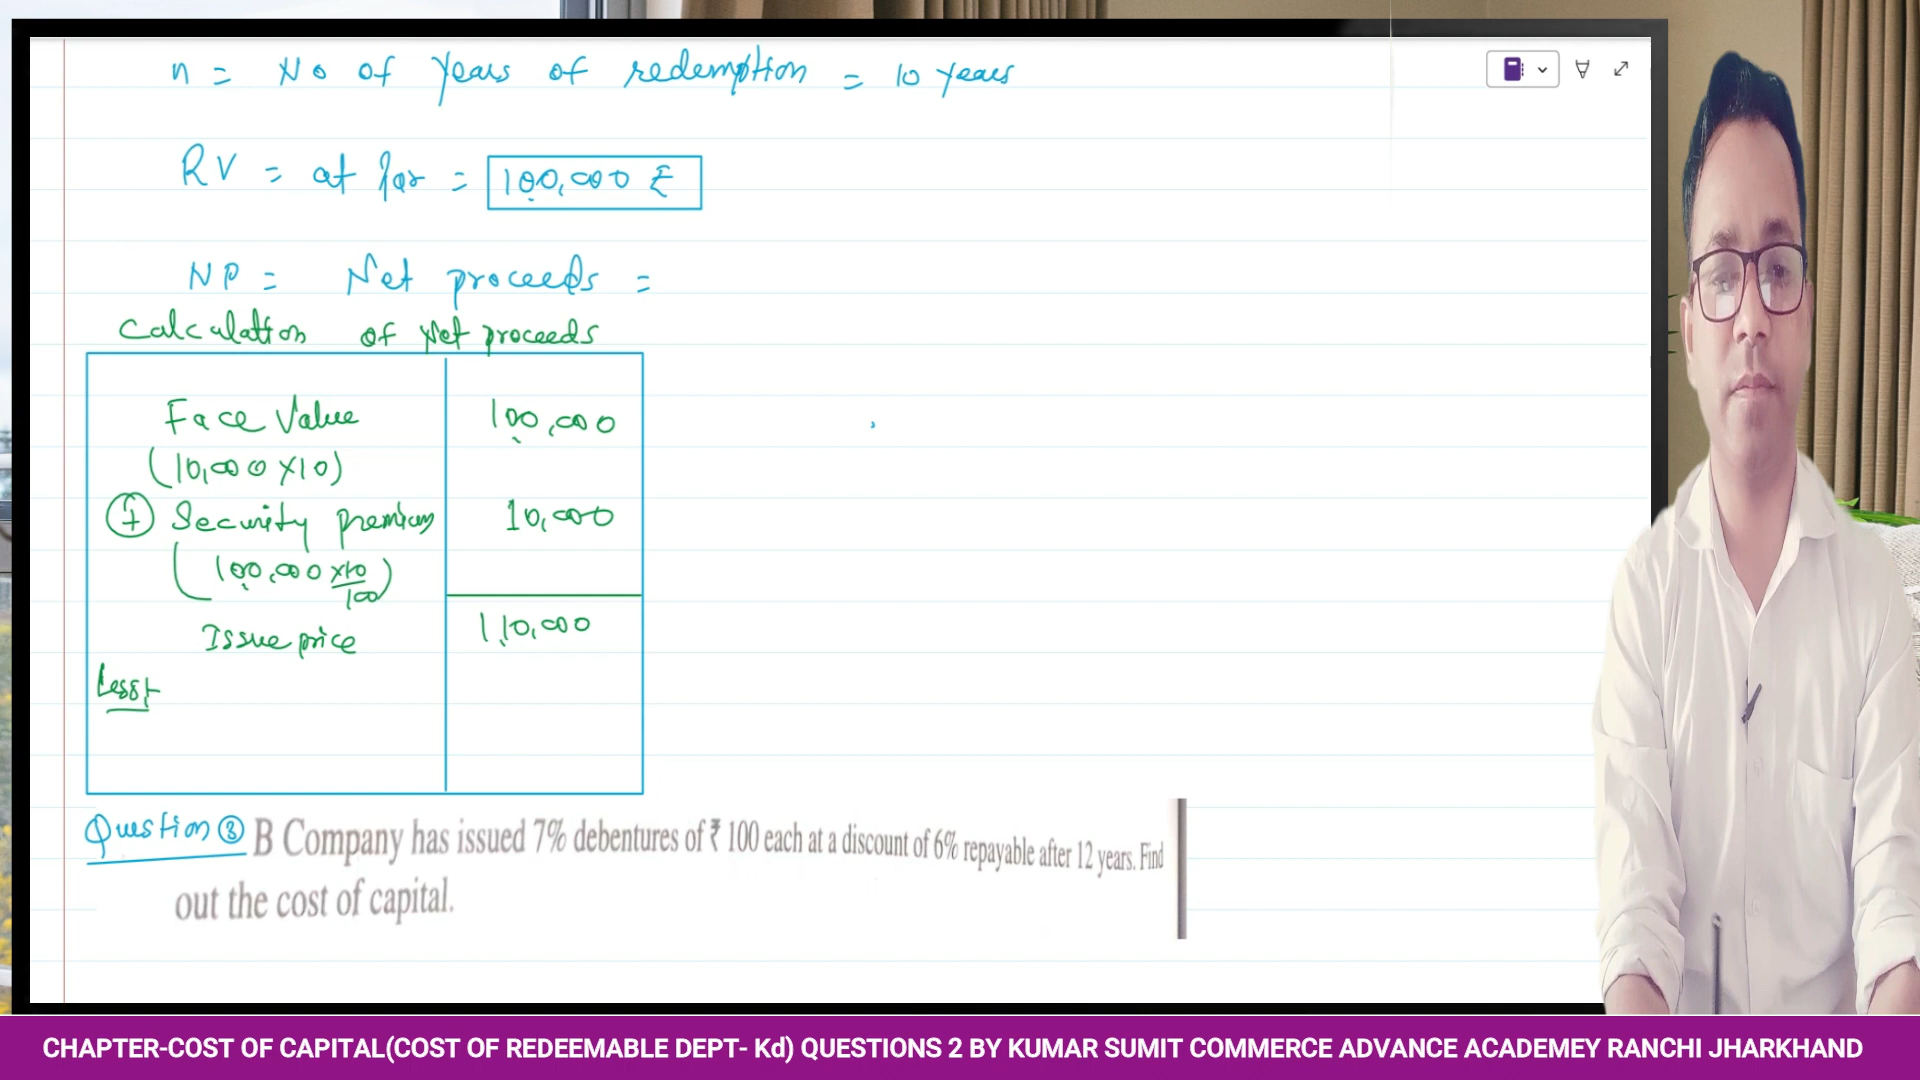 n = No of years of redemption = 10 years
RV = at par = 100,000 ₹
NP = Net proceeds =
Calculation of Net proceeds
Face Value 100,000
(10,000 X10)
+ Security premium 10,000
(100,000 x10/100)
Issue price 110,000
Less:
Question ③ B Company has issued 7% debentures of ₹ 100 each at a discount of 6% repayable after 12 years. Find
out the cost of capital.
CHAPTER-COST OF CAPITAL(COST OF REDEEMABLE DEPT- Kd) QUESTIONS 2 BY KUMAR SUMIT COMMERCE ADVANCE ACADEMEY RANCHI JHARKHAND